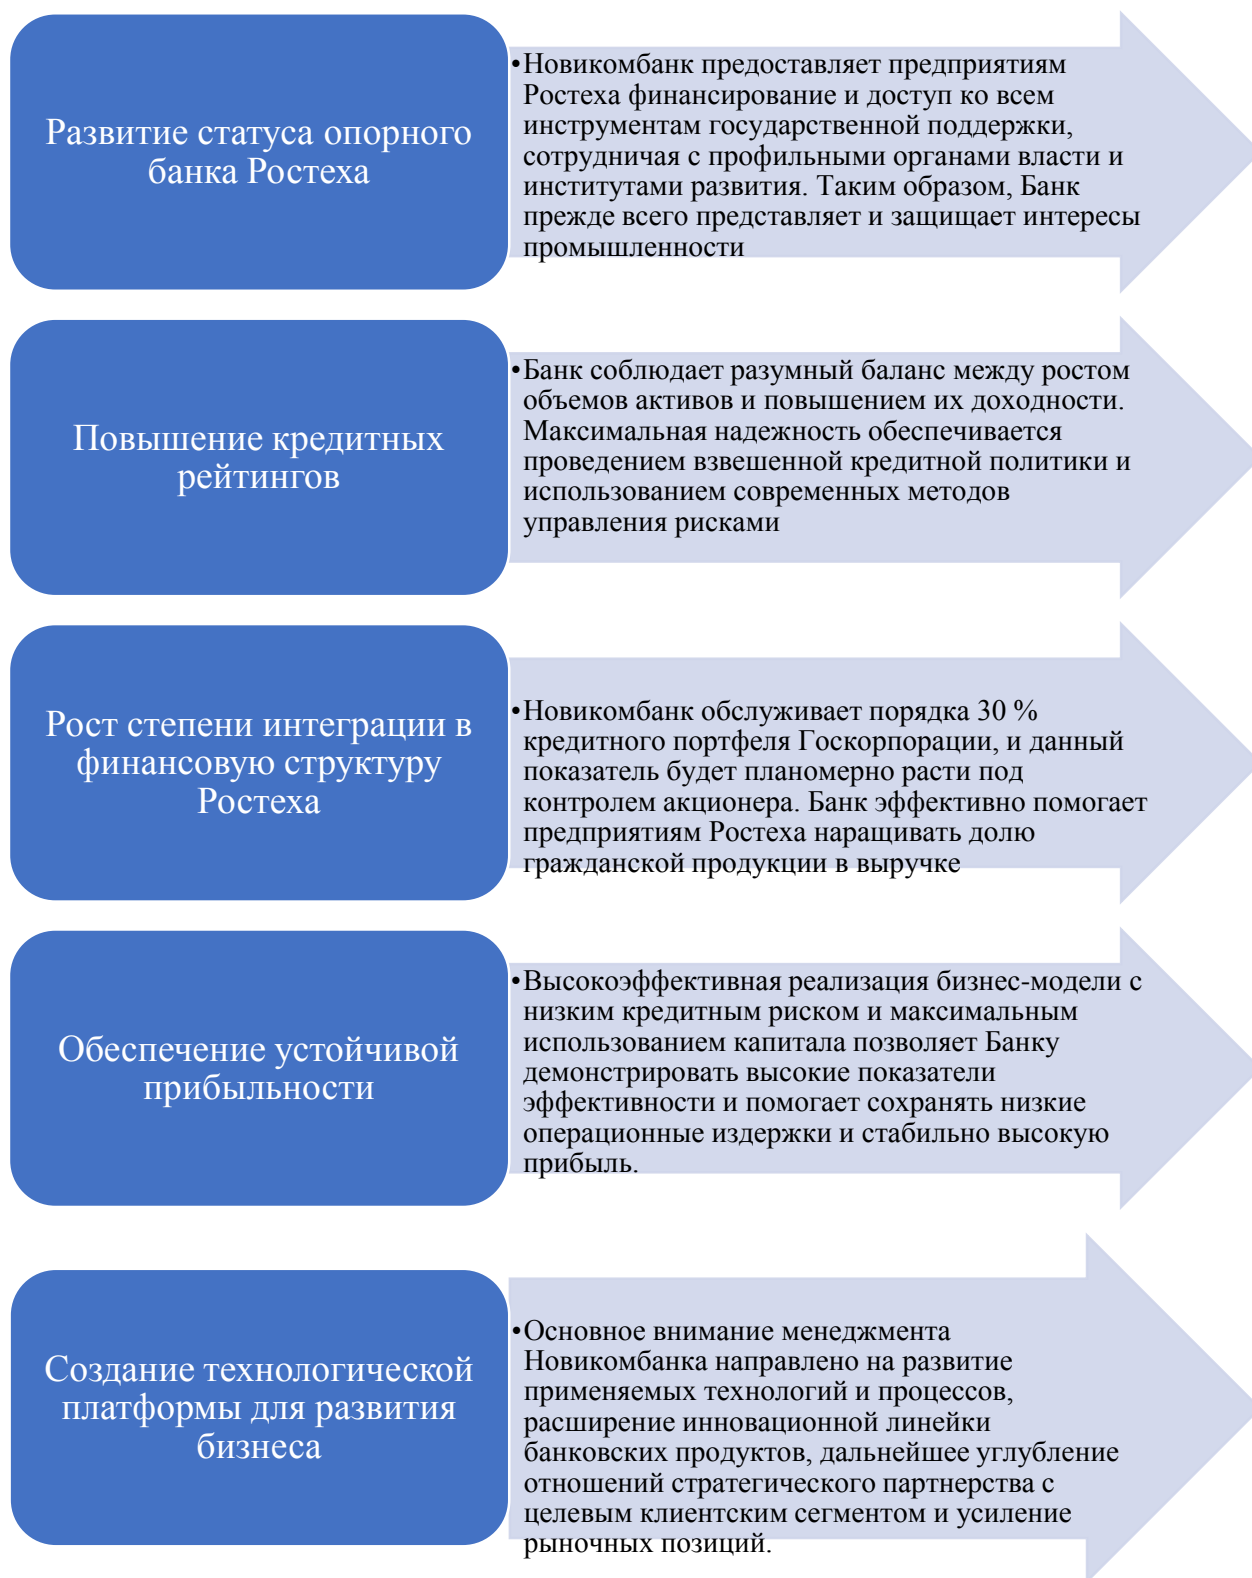 Развитие статуса опорного
банка Ростеха
•Новикомбанк предоставляет предприятиям
Ростеха финансирование и доступ ко всем
инструментам государственной поддержки,
сотрудничая с профильными органами власти и
институтами развития. Таким образом, Банк
прежде всего представляет и защищает интересы
промышленности
Повышение кредитных
рейтингов
•Банк соблюдает разумный баланс между ростом
объемов активов и повышением их доходности.
Максимальная надежность обеспечивается
проведением взвешенной кредитной политики и
использованием современных методов
управления рисками
Рост степени интеграции в
финансовую структуру
Ростеха
•Новикомбанк обслуживает порядка 30 %
кредитного портфеля Госкорпорации, и данный
показатель будет планомерно расти под
контролем акционера. Банк эффективно помогает
предприятиям Ростеха наращивать долю
гражданской продукции в выручке
Обеспечение устойчивой
прибыльности
•Высокоэффективная реализация бизнес-модели с
низким кредитным риском и максимальным
использованием капитала позволяет Банку
демонстрировать высокие показатели
эффективности и помогает сохранять низкие
операционные издержки и стабильно высокую
прибыль.
Создание технологической
платформы для развития
бизнеса
•Основное внимание менеджмента
Новикомбанка направлено на развитие
применяемых технологий и процессов,
расширение инновационной линейки
банковских продуктов, дальнейшее углубление
отношений стратегического партнерства с
целевым клиентским сегментом и усиление
рыночных позиций.